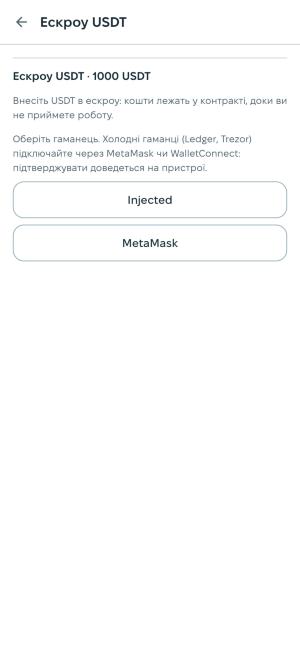 Ескроу USDT
Ескроу USDT · 1000 USDT
Внесіть USDT в ескроу: кошти лежать у контракті, доки ви
не приймете роботу.
Оберіть гаманець. Холодні гаманці (Ledger, Trezor)
підключайте через MetaMask чи WalletConnect:
підтверджувати доведеться на пристрої.
Injected
MetaMask